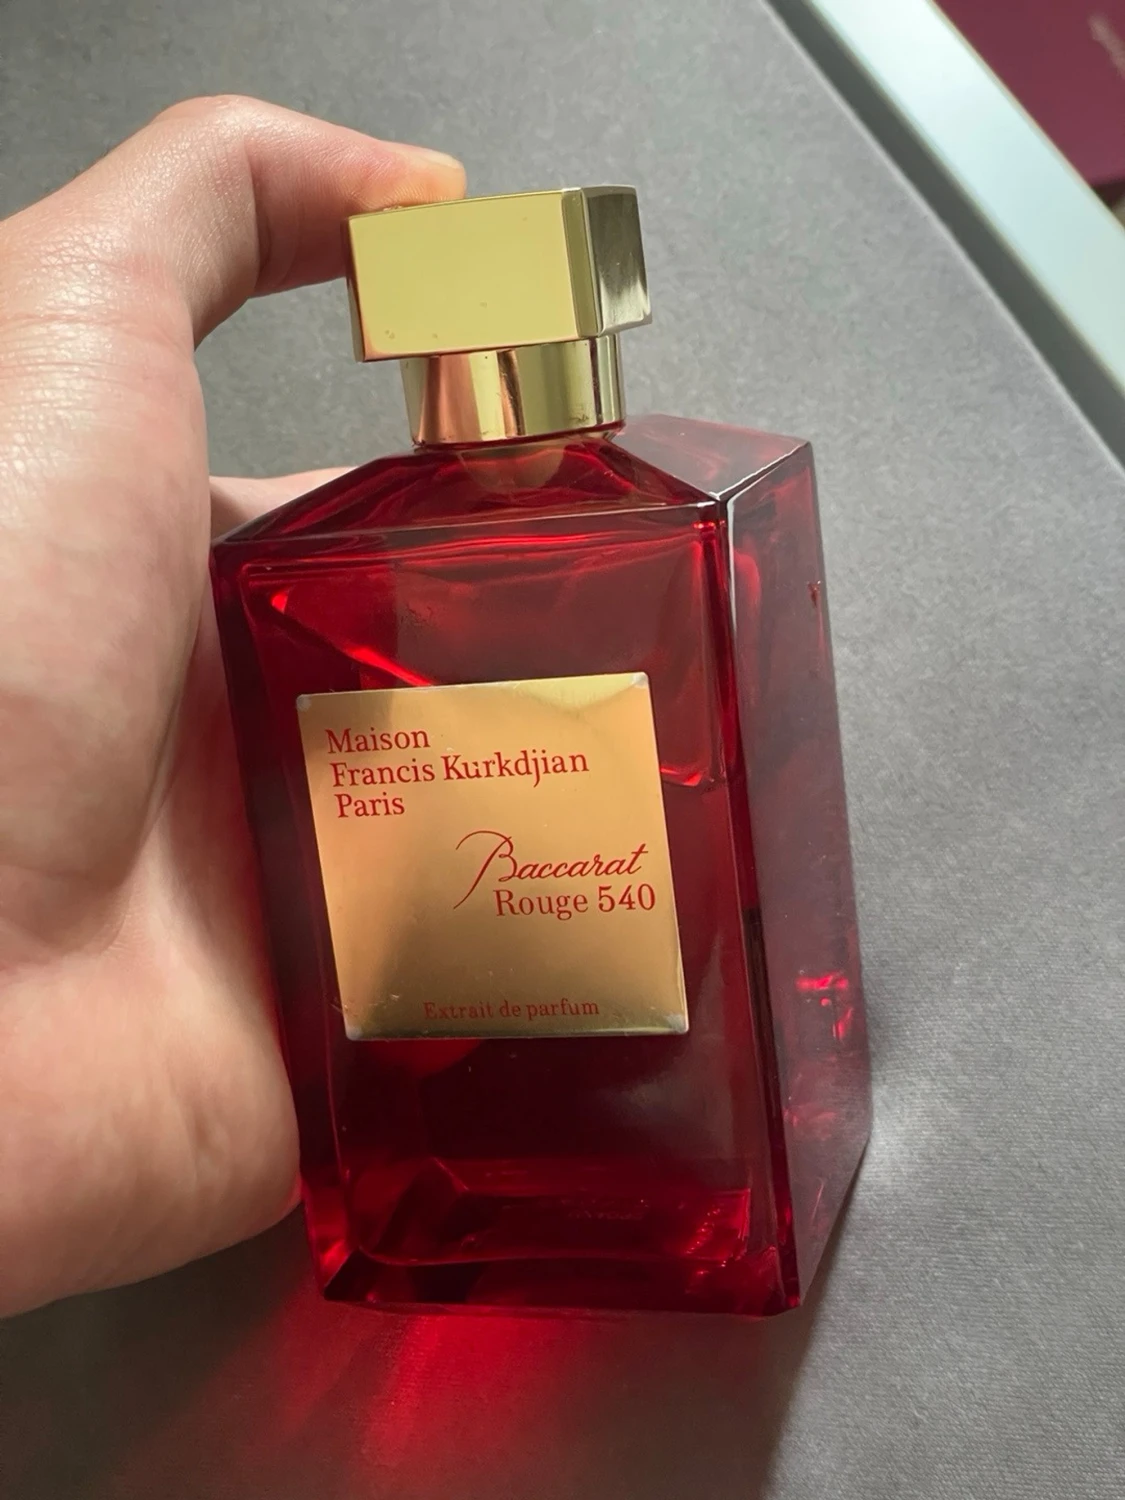 Maison
Francis Kurkdjian
Paris
Baccarat
Rouge 540
Extrait de parfum